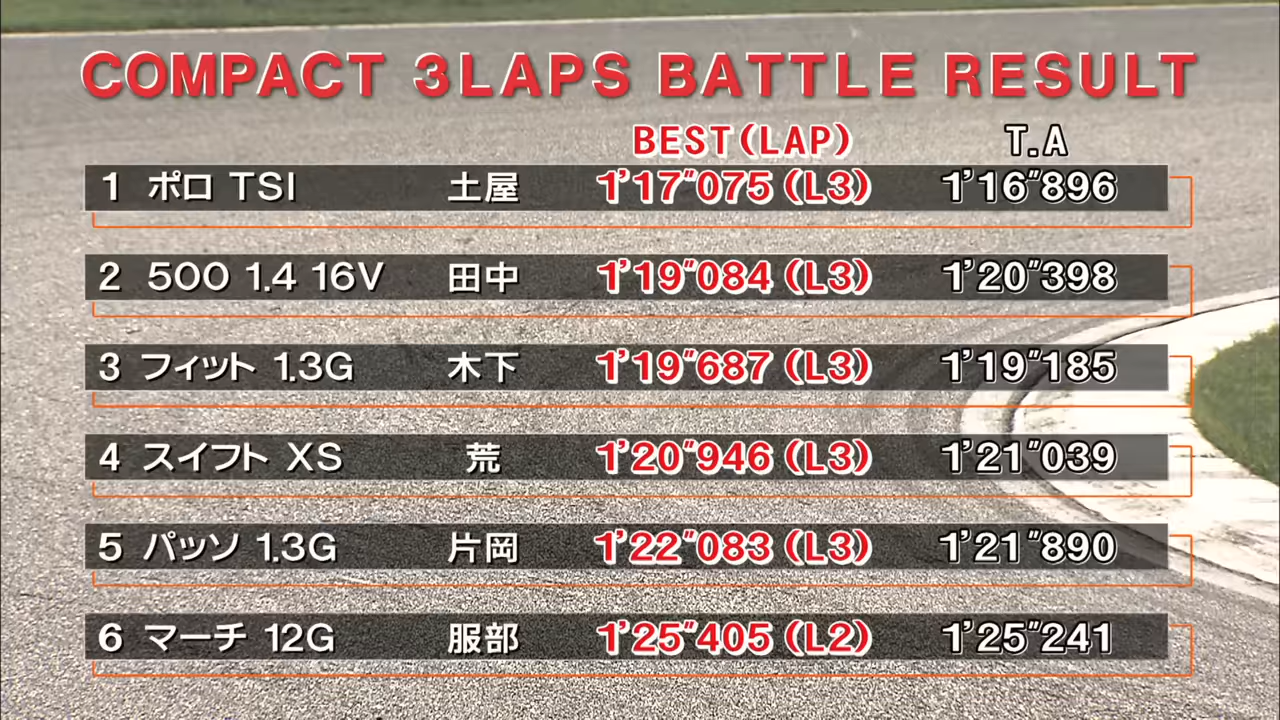 COMPACT 3LAPS BATTLE RESULT
BEST(LAP) T.A
1 ポロ TSI 土屋 1'17"075 (L3) 1'16"896
2 500 1.4 16V 田中 1'19"084 (L3) 1'20"398
3 フィット 1.3G 木下 1'19"687 (L3) 1'19"185
4 スイフト XS 荒 1'20"946 (L3) 1'21"039
5 パッソ 1.3G 片岡 1'22"083 (L3) 1'21"890
6 マーチ 12G 服部 1'25"405 (L2) 1'25"241